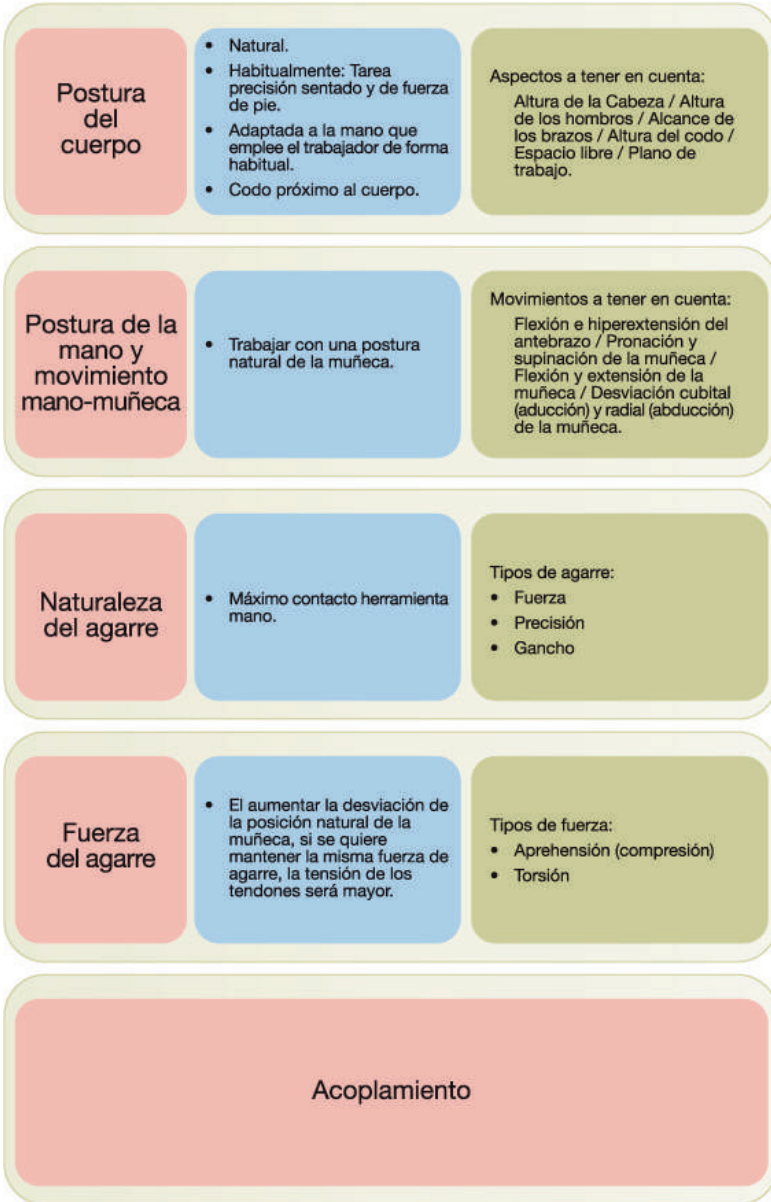 Postura
del
cuerpo
• Natural.
• Habitualmente: Tarea
precisión sentado y de fuerza
de pie.
• Adaptada a la mano que
emplee el trabajador de forma
habitual.
• Codo próximo al cuerpo.
Aspectos a tener en cuenta:
Altura de la Cabeza / Altura
de los hombros / Alcance de
los brazos / Altura del codo /
Espacio libre / Plano de
trabajo.
Postura de la
mano y
movimiento
mano-muñeca
• Trabajar con una postura
natural de la muñeca.
Movimientos a tener en cuenta:
Flexión e hiperextensión del
antebrazo / Pronación y
supinación de la muñeca /
Flexión y extensión de la
muñeca / Desviación cubital
(aducción) y radial (abducción)
de la muñeca.
Naturaleza
del agarre
• Máximo contacto herramienta
mano.
Tipos de agarre:
• Fuerza
• Precisión
• Gancho
Fuerza
del agarre
• El aumentar la desviación de
la posición natural de la
muñeca, si se quiere
mantener la misma fuerza de
agarre, la tensión de los
tendones será mayor.
Tipos de fuerza:
• Aprehensión (compresión)
• Torsión
Acoplamiento